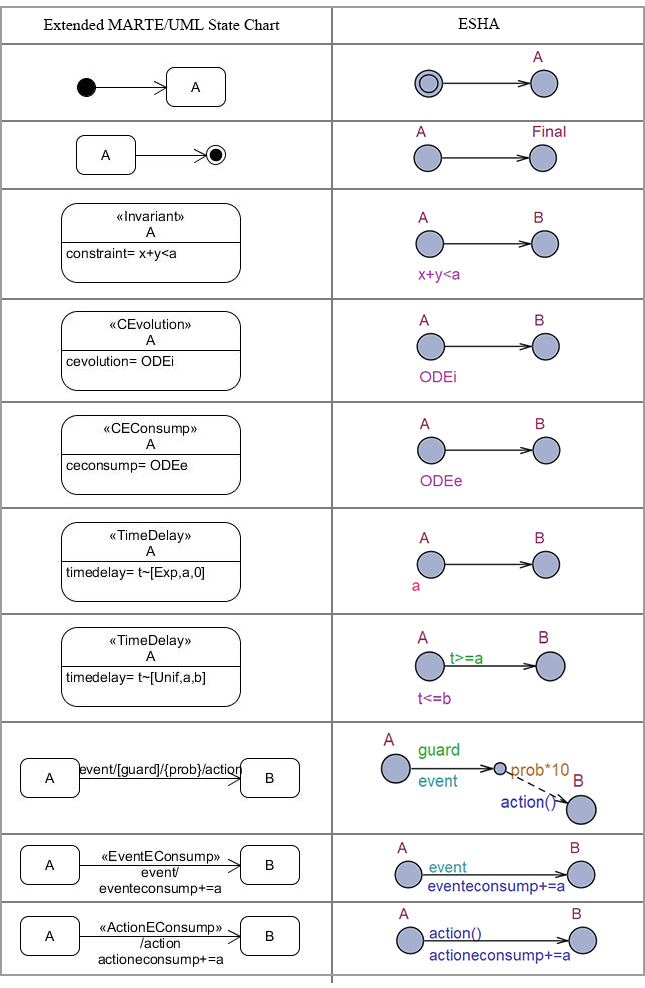 Extended MARTE/UML State Chart
ESHA
A
A
A
A
Final
«Invariant»
A
constraint= x+y<a
A
B
x+y<a
«CEvolution»
A
cevolution= ODEi
A
B
ODEi
«CEConsump»
A
ceconsump= ODEe
A
B
ODEe
«TimeDelay»
A
timedelay= t~[Exp,a,0]
A
B
a
«TimeDelay»
A
timedelay= t~[Unif,a,b]
A
B
t>=a
t<=b
A
event/[guard]/{prob}/action
B
A
guard
event
prob*10
B
action()
A
«EventEConsump»
event/
eventeconsump+=a
B
A
B
event
eventeconsump+=a
A
«ActionEConsump»
/action
actioneconsump+=a
B
A
B
action()
actioneconsump+=a